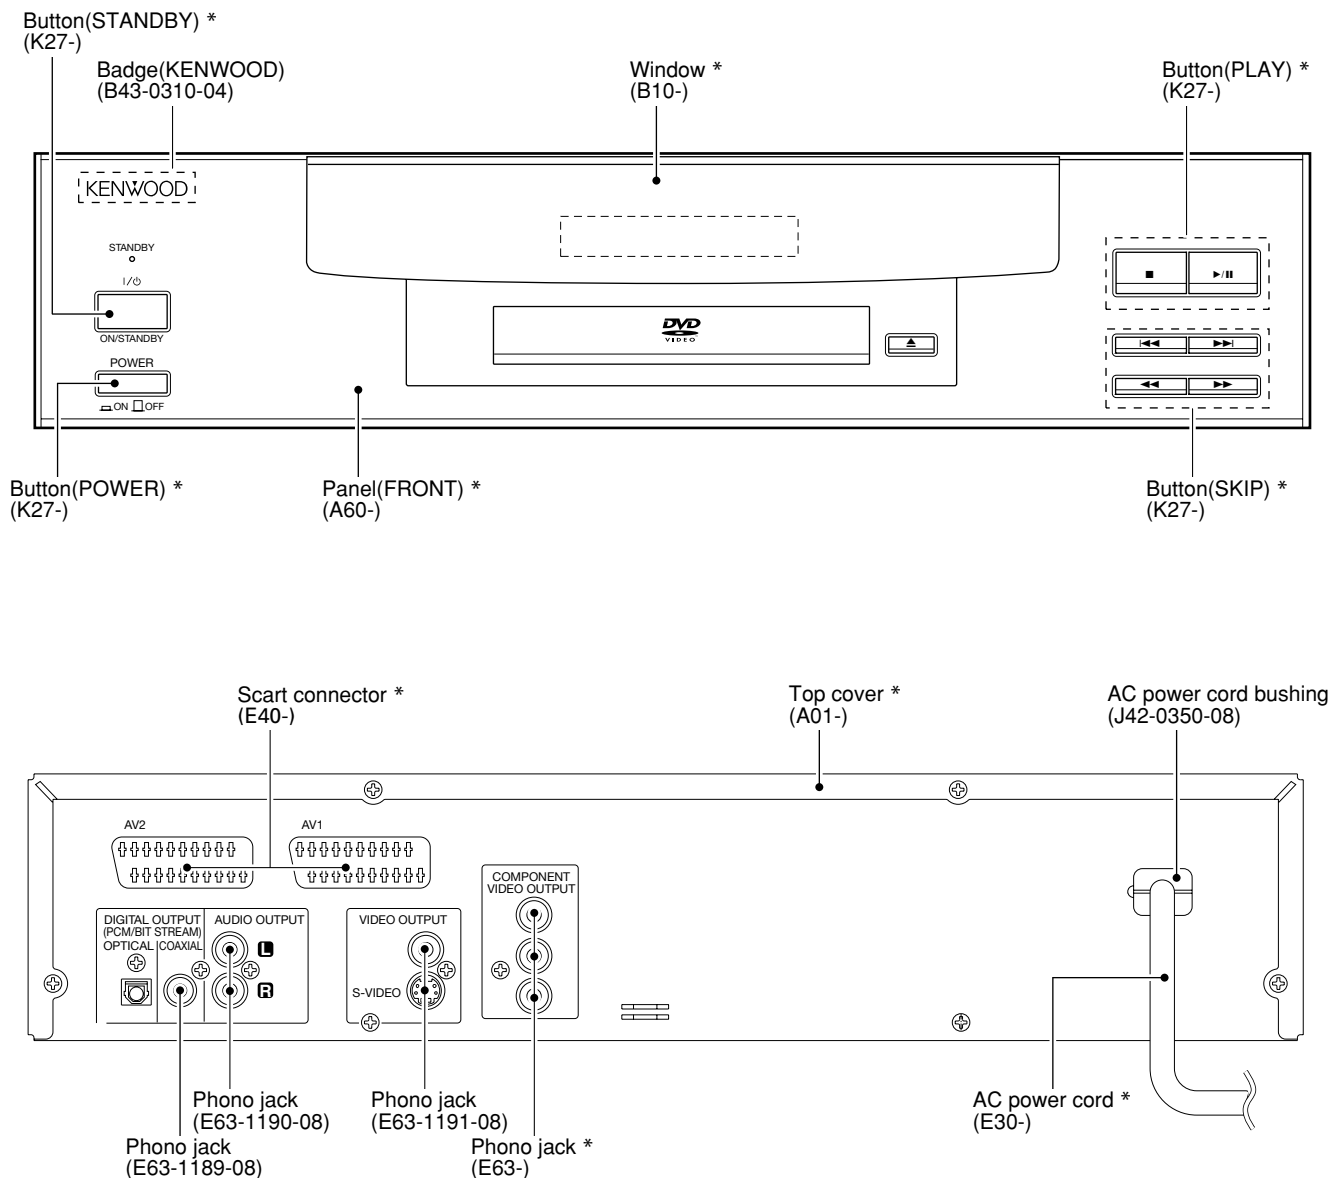 Button(STANDBY) *
(K27-)
Badge(KENWOOD)
(B43-0310-04)
Window *
(B10-)
Button(PLAY) *
(K27-)
KENWOOD
STANDBY
I/⏻
ON/STANDBY
POWER
ON OFF
DVD
VIDEO
Button(POWER) *
(K27-)
Panel(FRONT) *
(A60-)
Button(SKIP) *
(K27-)
Scart connector *
(E40-)
Top cover *
(A01-)
AC power cord bushing
(J42-0350-08)
AV2
AV1
COMPONENT
VIDEO OUTPUT
DIGITAL OUTPUT
(PCM/BIT STREAM)
OPTICAL COAXIAL
AUDIO OUTPUT
L
R
VIDEO OUTPUT
S-VIDEO
Phono jack
(E63-1190-08)
Phono jack
(E63-1191-08)
AC power cord *
(E30-)
Phono jack
(E63-1189-08)
Phono jack *
(E63-)